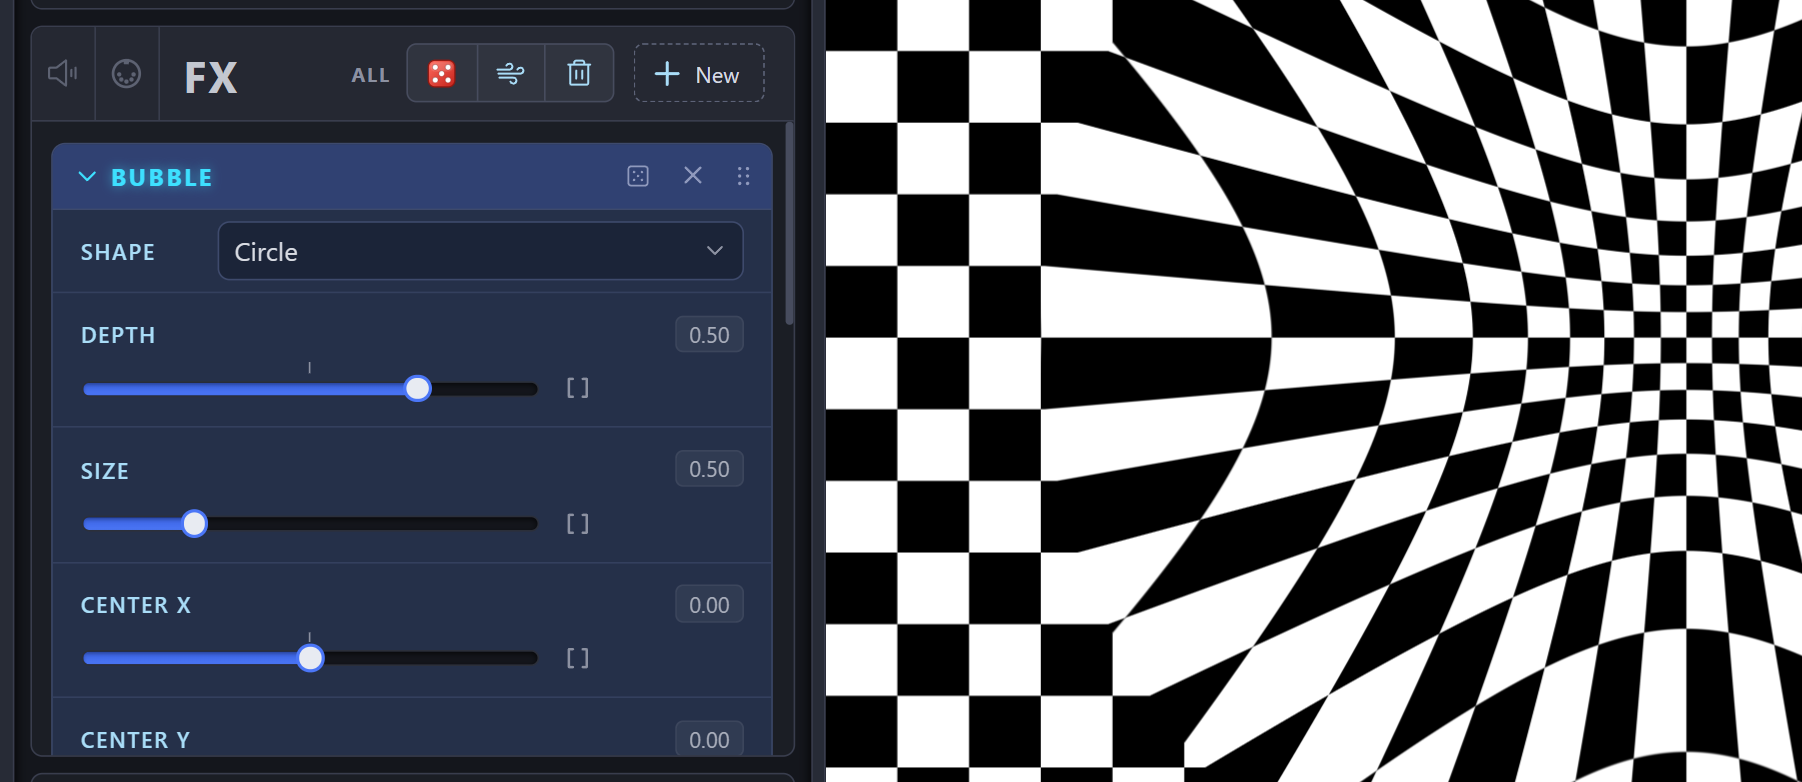 FX ALL New
BUBBLE
SHAPE Circle
DEPTH 0.50
SIZE 0.50
CENTER X 0.00
CENTER Y 0.00